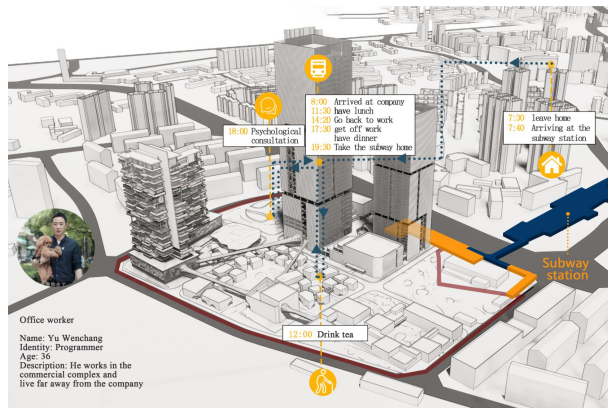 8:00 Arrived at company
11:30 have lunch
14:20 Go back to work
17:30 get off work
have dinner
19:30 Take the subway home
7:30 leave home
7:40 Arriving at the
subway station
18:00 Psychological
consultation
Subway
station
12:00 Drink tea
Office worker
Name: Yu Wenchang
Identity: Programmer
Age: 36
Description: He works in the
commercial complex and
live far away from the company